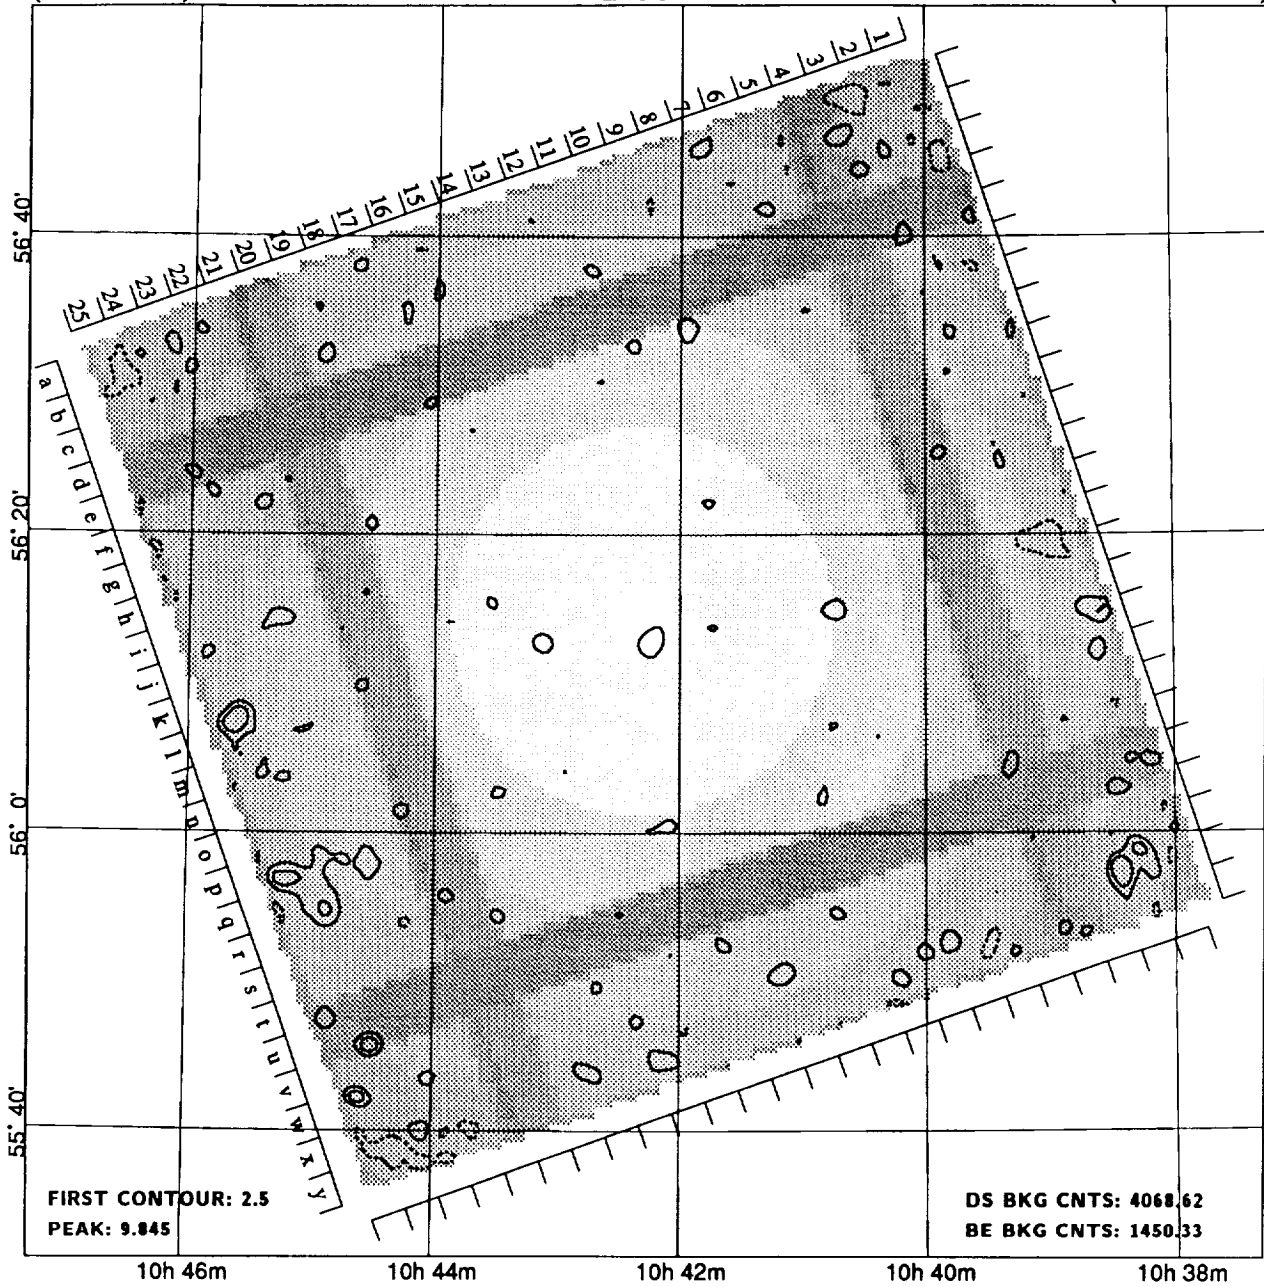 1
2
3
4
5
6
7
8
9
10
11
12
13
14
15
16
17
18
19
20
21
22
23
24
25
56° 40'
a
b
c
d
e
f
g
h
i
j
k
l
m
n
o
p
q
r
s
t
u
v
w
x
y
56° 20'
56° 0'
55° 40'
FIRST CONTOUR: 2.5
PEAK: 9.845
DS BKG CNTS: 4068.62
BE BKG CNTS: 1450.33
10h 46m
10h 44m
10h 42m
10h 40m
10h 38m